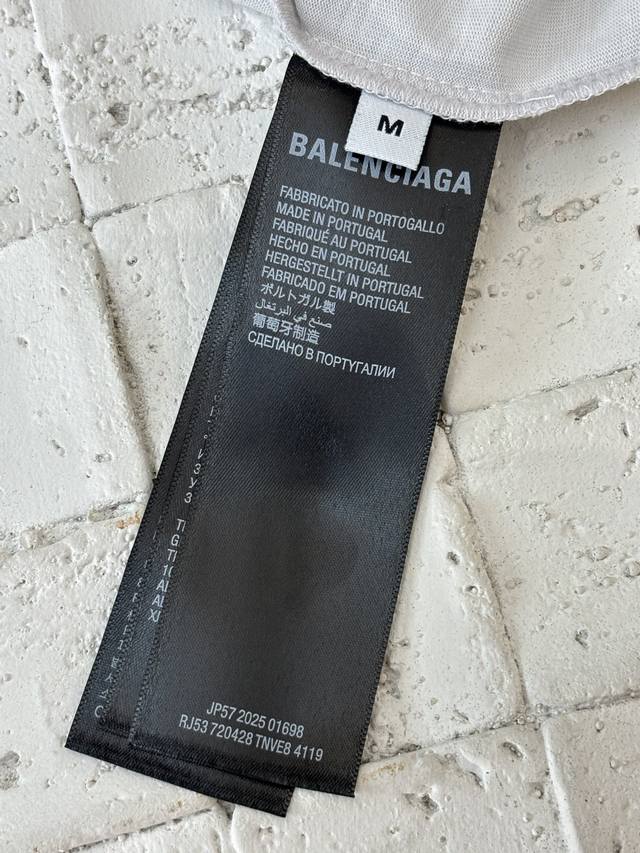 M
BALENCIAGA
FABBRICATO IN PORTOGALLO
MADE IN PORTUGAL
FABRIQUÉ AU PORTUGAL
HECHO EN PORTUGAL
HERGESTELLT IN PORTUGAL
FABRICADO EM PORTUGAL
ポルトガル製
صنع في البرتغال
葡萄牙制造
СДЕЛАНО В ПОРТУГАЛИИ
JP57 2025 01698
RJ53 720428 TNVE8 4119